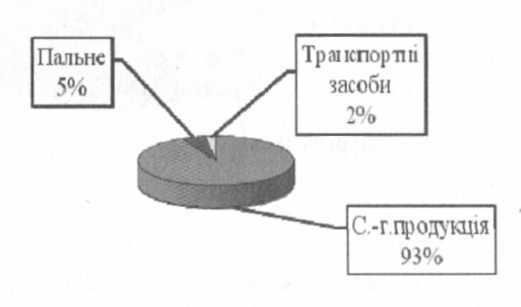 Пальне
5%
Транспортні
засоби
2%
С.-г.продукція
93%